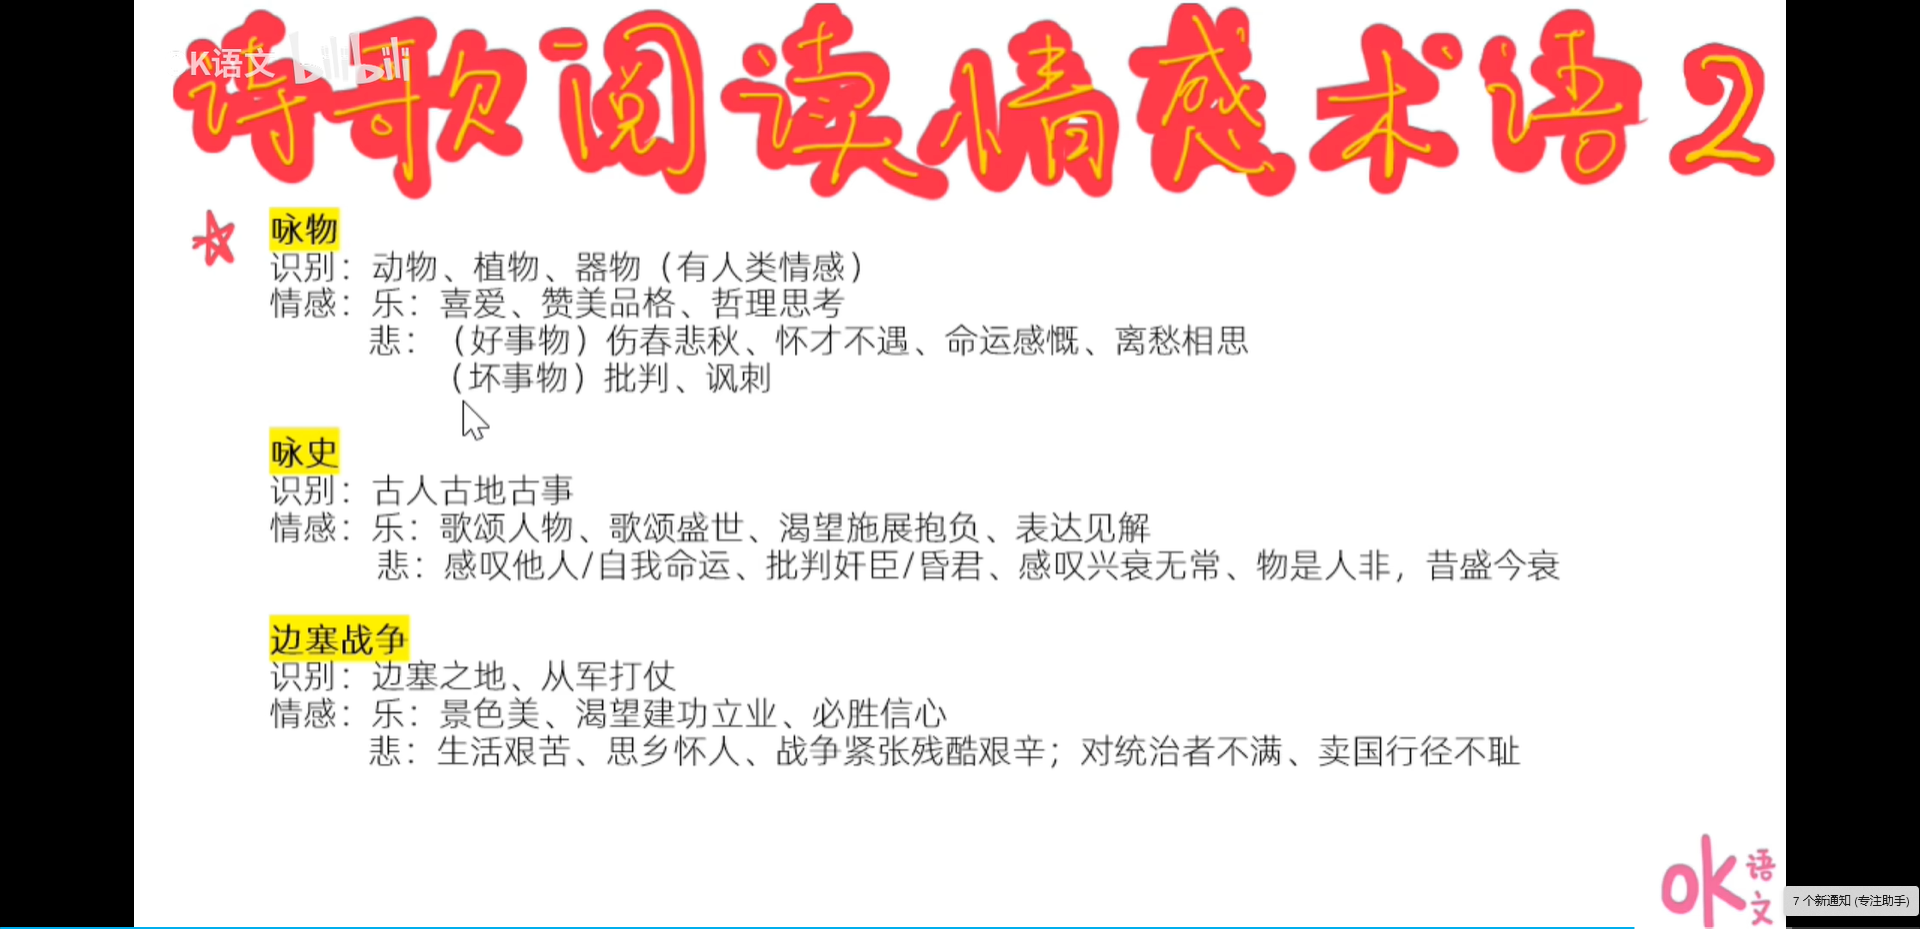 诗歌阅读情感术语2
K语文 bilibili
咏物
识别：动物、植物、器物（有人类情感）
情感：乐：喜爱、赞美品格、哲理思考
悲：（好事物）伤春悲秋、怀才不遇、命运感慨、离愁相思
（坏事物）批判、讽刺
咏史
识别：古人古地古事
情感：乐：歌颂人物、歌颂盛世、渴望施展抱负、表达见解
悲：感叹他人/自我命运、批判奸臣/昏君、感叹兴衰无常、物是人非，昔盛今衰
边塞战争
识别：边塞之地、从军打仗
情感：乐：景色美、渴望建功立业、必胜信心
悲：生活艰苦、思乡怀人、战争紧张残酷艰辛；对统治者不满、卖国行径不耻
ok语文
7 个新通知 (专注助手)